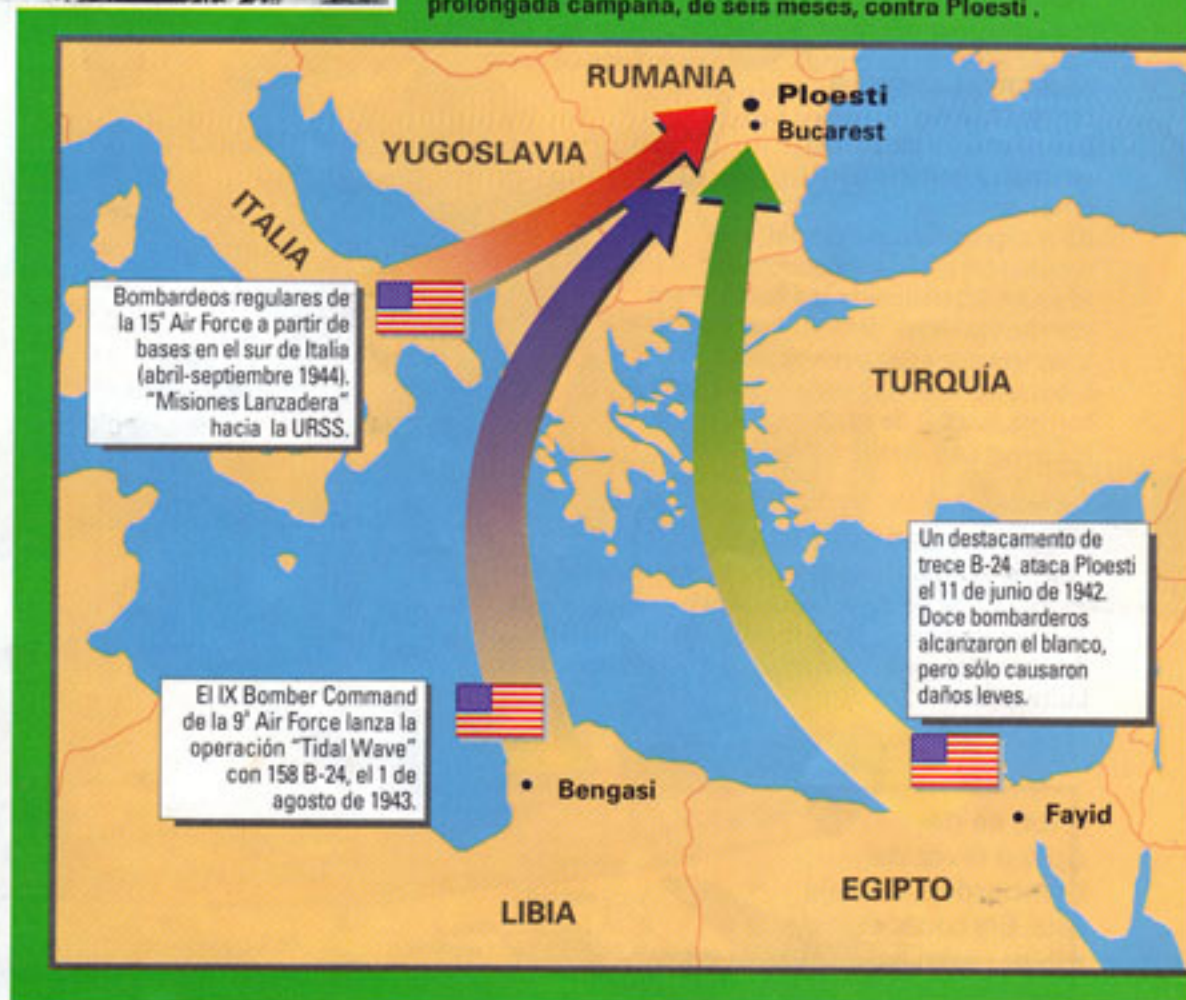 prolongada campaña, de seis meses, contra Ploesti .
RUMANIA
Ploesti
Bucarest
YUGOSLAVIA
ITALIA
Bombardeos regulares de
la 15ª Air Force a partir de
bases en el sur de Italia
(abril-septiembre 1944).
"Misiones Lanzadera"
hacia la URSS.
TURQUÍA
Un destacamento de
trece B-24 ataca Ploesti
el 11 de junio de 1942.
Doce bombarderos
alcanzaron el blanco,
pero sólo causaron
daños leves.
El IX Bomber Command
de la 9ª Air Force lanza la
operación "Tidal Wave"
con 158 B-24, el 1 de
agosto de 1943.
Bengasi
Fayid
EGIPTO
LIBIA